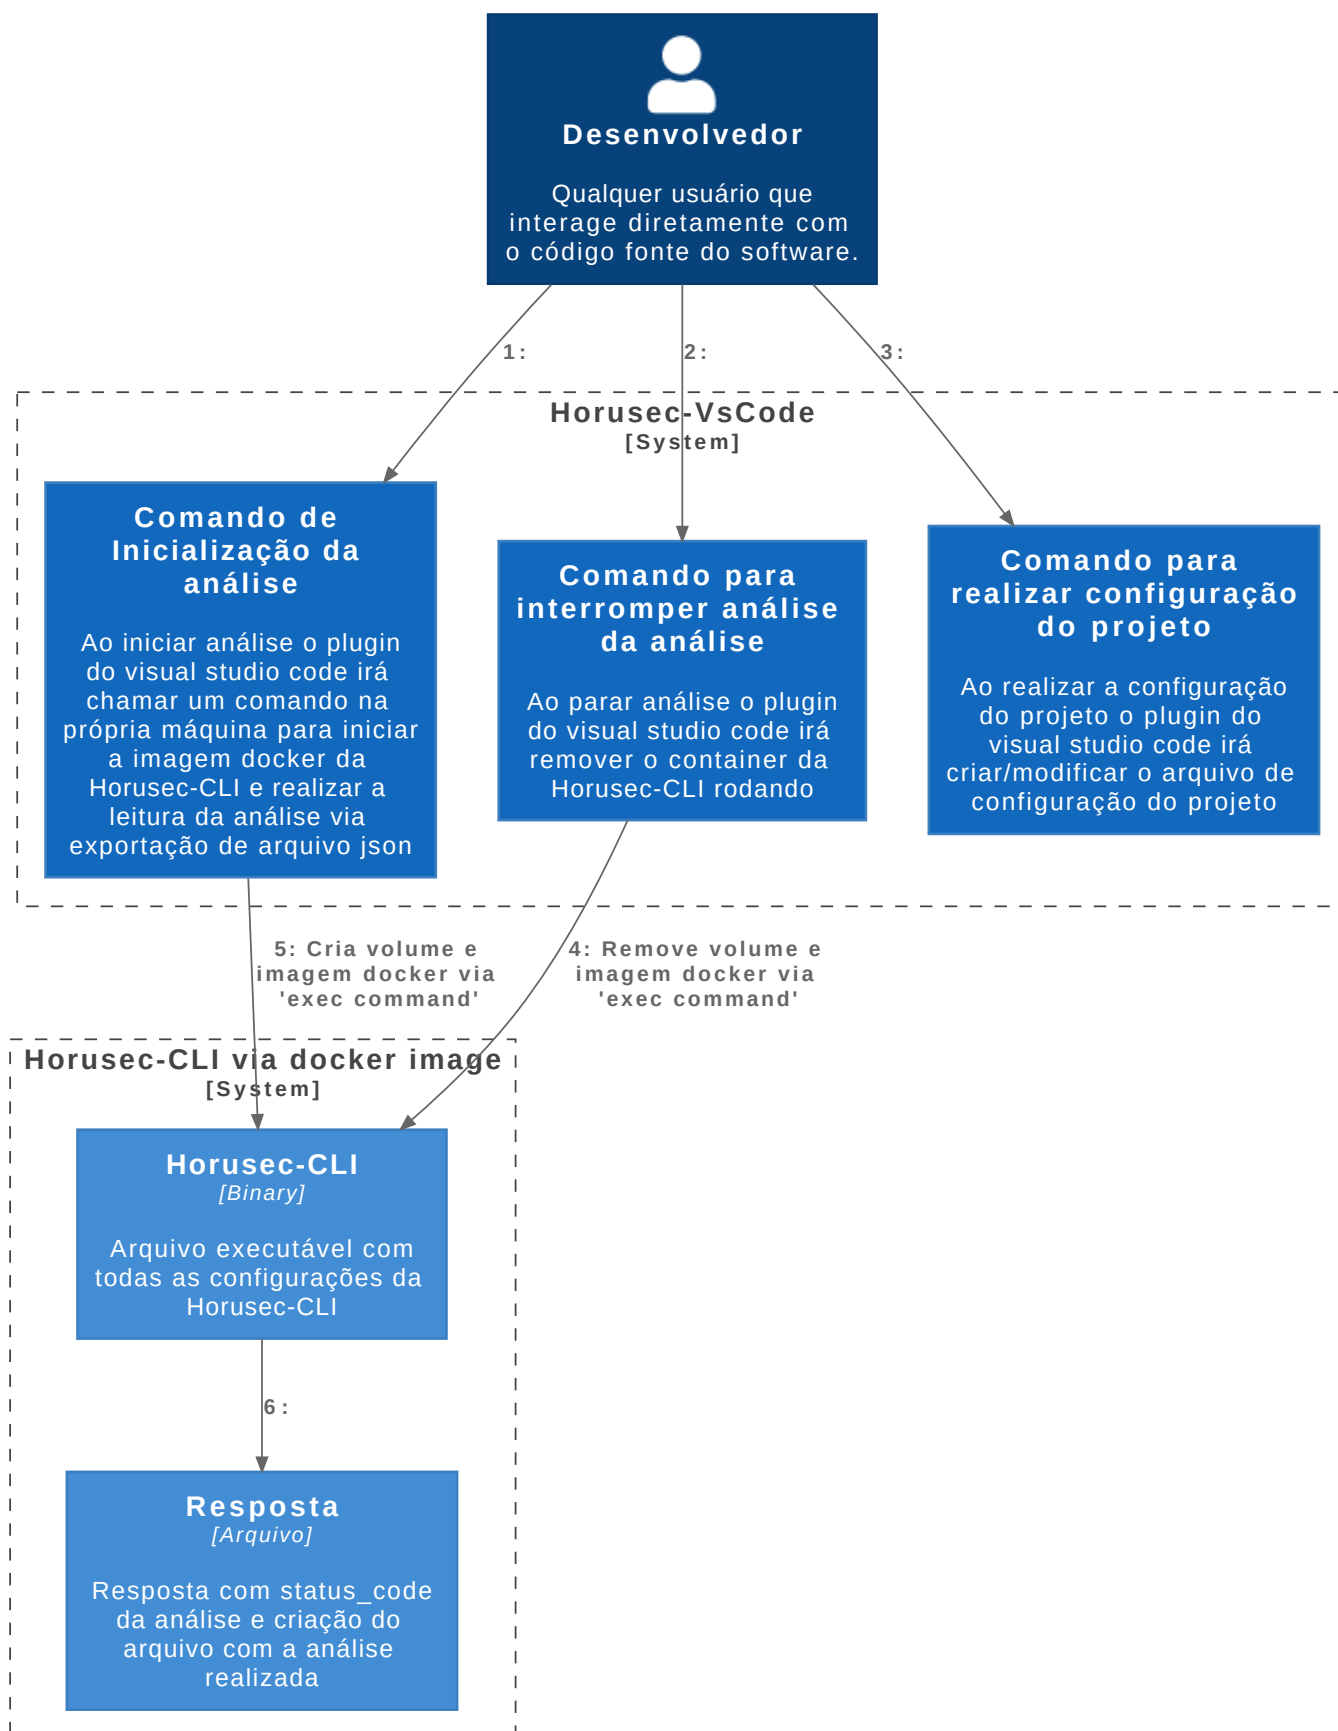 Desenvolvedor
Qualquer usuário que
interage diretamente com
o código fonte do software.
1:
2:
3:
Horusec-VsCode
[System]
Comando de
Inicialização da
análise
Ao iniciar análise o plugin
do visual studio code irá
chamar um comando na
própria máquina para iniciar
a imagem docker da
Horusec-CLI e realizar a
leitura da análise via
exportação de arquivo json
Comando para
interromper análise
da análise
Ao parar análise o plugin
do visual studio code irá
remover o container da
Horusec-CLI rodando
Comando para
realizar configuração
do projeto
Ao realizar a configuração
do projeto o plugin do
visual studio code irá
criar/modificar o arquivo de
configuração do projeto
5: Cria volume e
imagem docker via
'exec command'
4: Remove volume e
imagem docker via
'exec command'
Horusec-CLI via docker image
[System]
Horusec-CLI
[Binary]
Arquivo executável com
todas as configurações da
Horusec-CLI
6:
Resposta
[Arquivo]
Resposta com status_code
da análise e criação do
arquivo com a análise
realizada